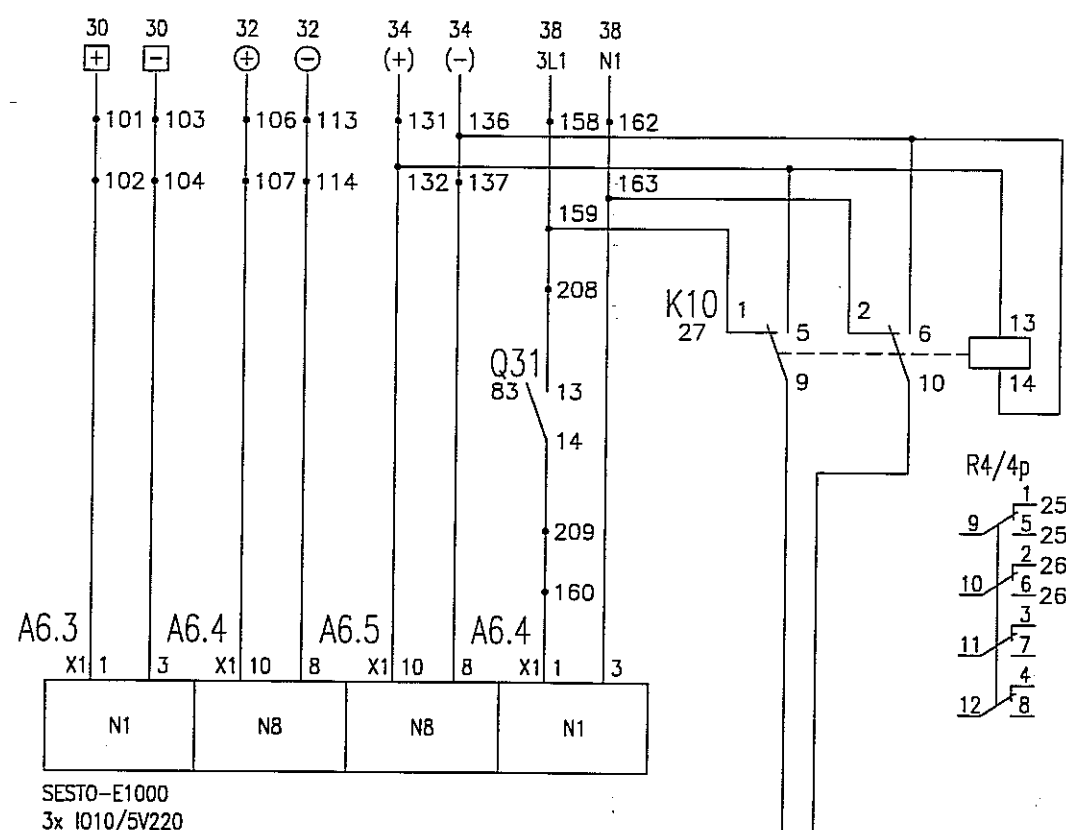 30 30 32 32 34 34 38 38
+ - + - (+) (-) 3L1 N1
101 103 106 113 131 136 158 162
102 104 107 114 132 137 163
159
208
K10 1 5 2 6 13
27
9 10 14
Q31
83 13
14
R4/4p
1 25
9 5 25
2 26
10 6 26
3
11 7
4
12 8
209
160
A6.3 A6.4 A6.5 A6.4
X1 1 3 X1 10 8 X1 10 8 X1 1 3
N1 N8 N8 N1
SESTO-E1000
3x IO10/5V220